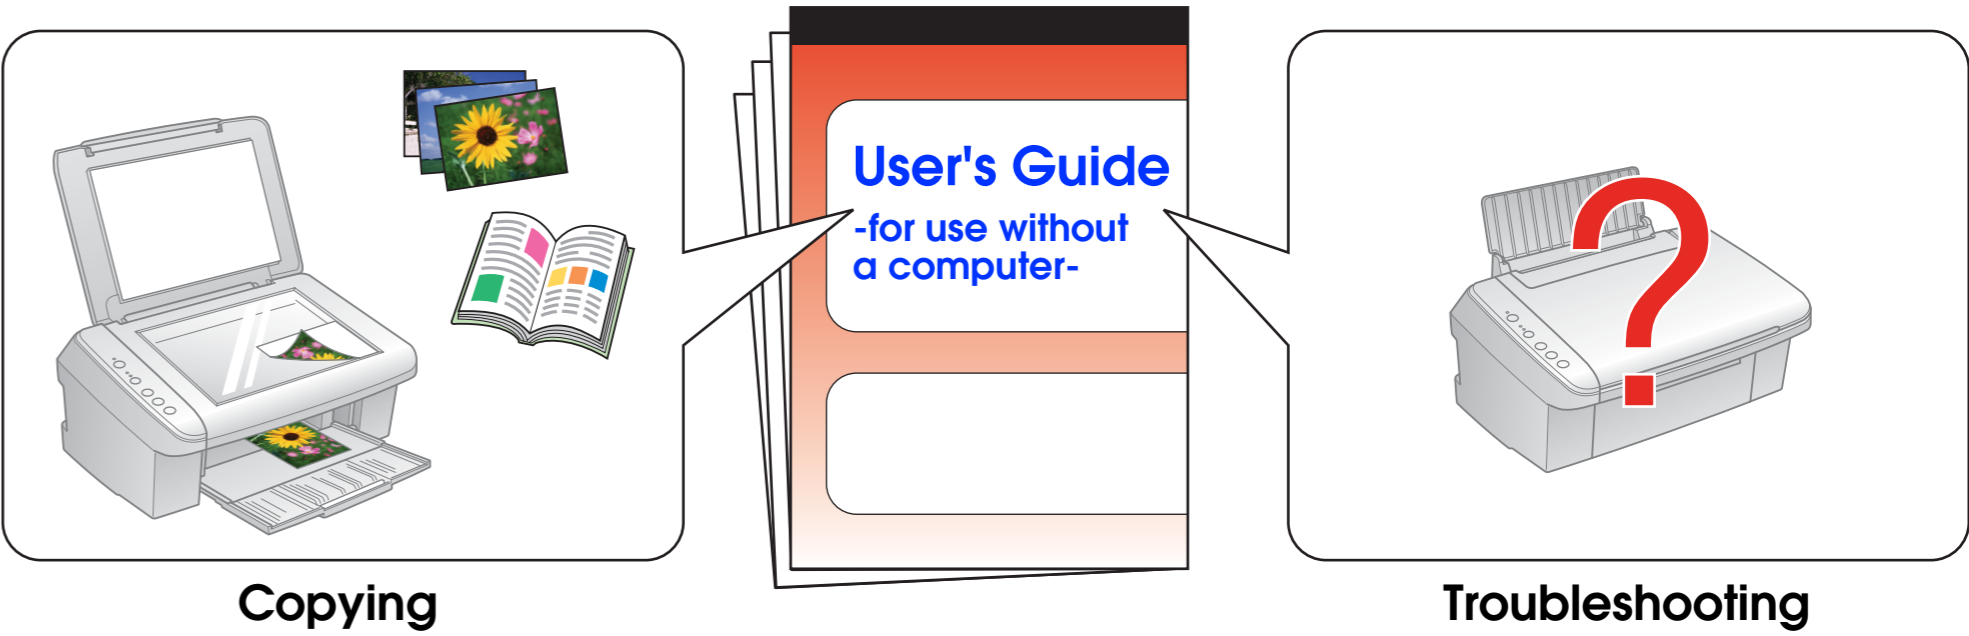 User's Guide
-for use without
a computer-
Copying
Troubleshooting